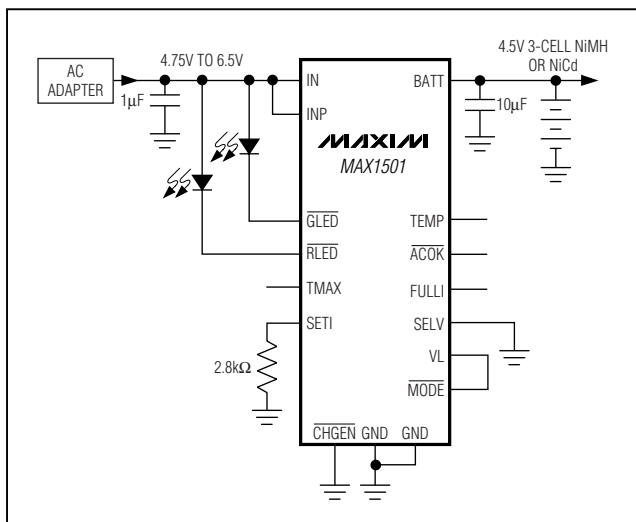 AC
ADAPTER
4.75V TO 6.5V
1µF
IN
INP
GLED
RLED
TMAX
SETI
2.8kΩ
MAXIM
MAX1501
BATT
4.5V 3-CELL NiMH
OR NiCd
10µF
TEMP
ACOK
FULLI
SELV
VL
MODE
CHGEN GND GND